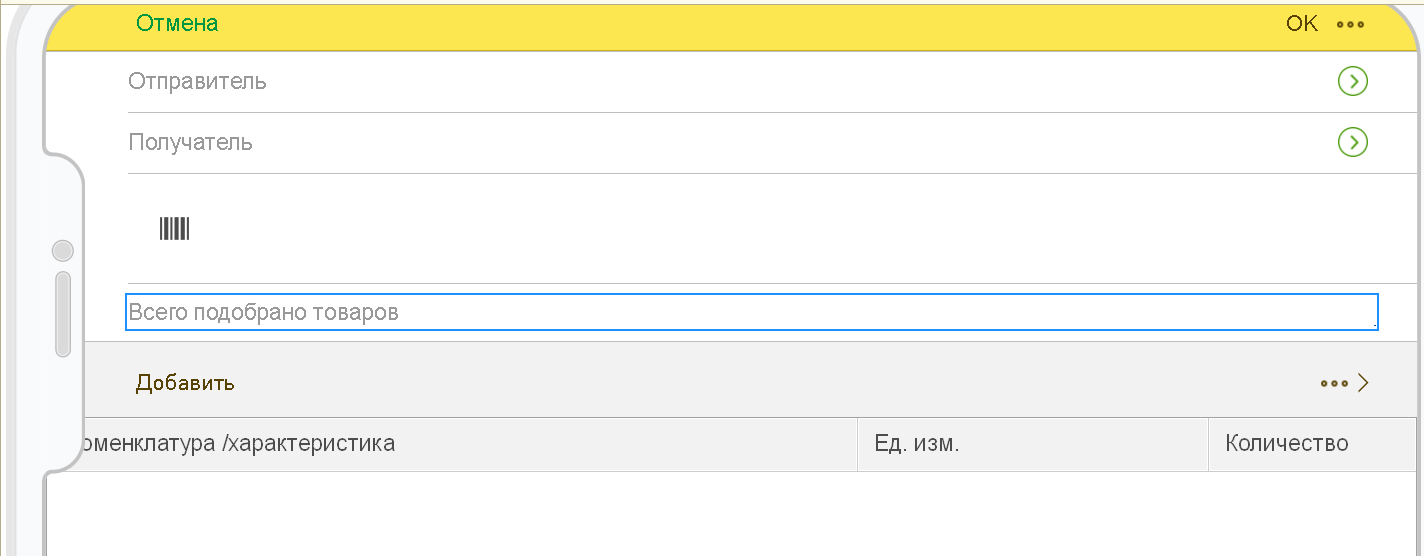 Отмена OK
Отправитель
Получатель
Всего подобрано товаров
Добавить
оменклатура /характеристика Ед. изм. Количество